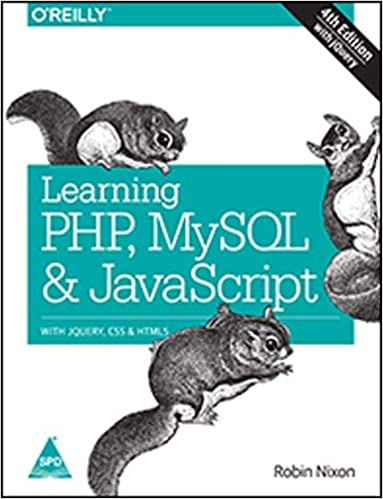 O'REILLY®
4th Edition
with jQuery
Learning
PHP, MySQL
& JavaScript
WITH JQUERY, CSS & HTML5
SPD
Robin Nixon